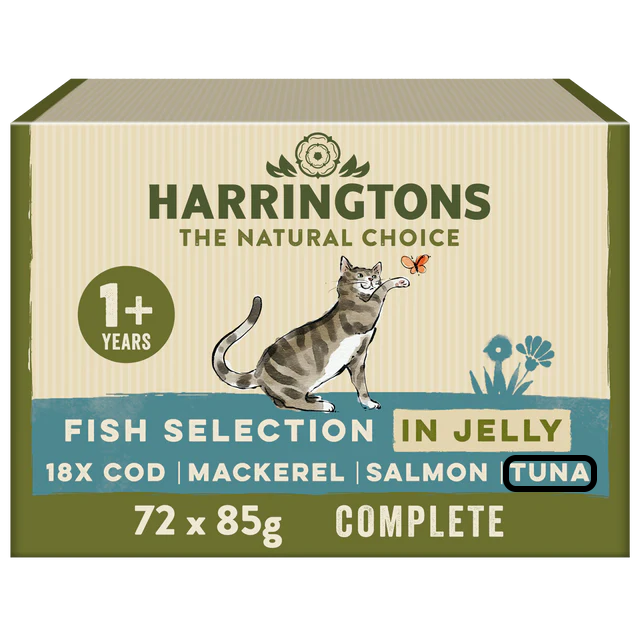 HARRINGTONS
THE NATURAL CHOICE
1+
YEARS
FISH SELECTION IN JELLY
18X COD | MACKEREL | SALMON | TUNA
72 x 85g COMPLETE